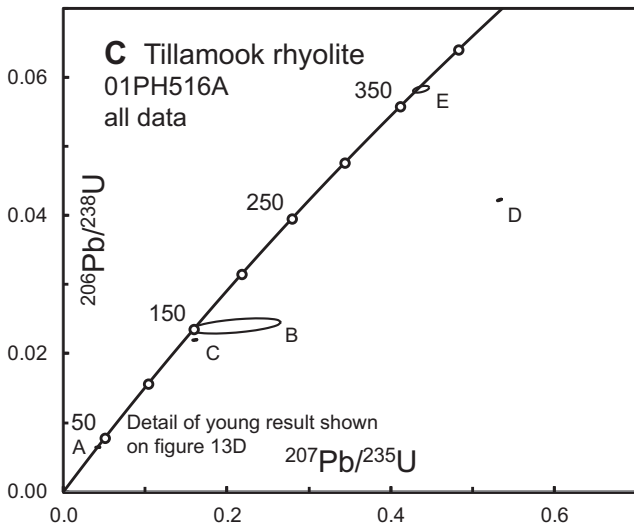 C Tillamook rhyolite
01PH516A
all data
0.06
350
E
206Pb/238U
250
D
0.04
150
B
C
0.02
50
A
Detail of young result shown
on figure 13D
207Pb/235U
0.00
0.0
0.2
0.4
0.6